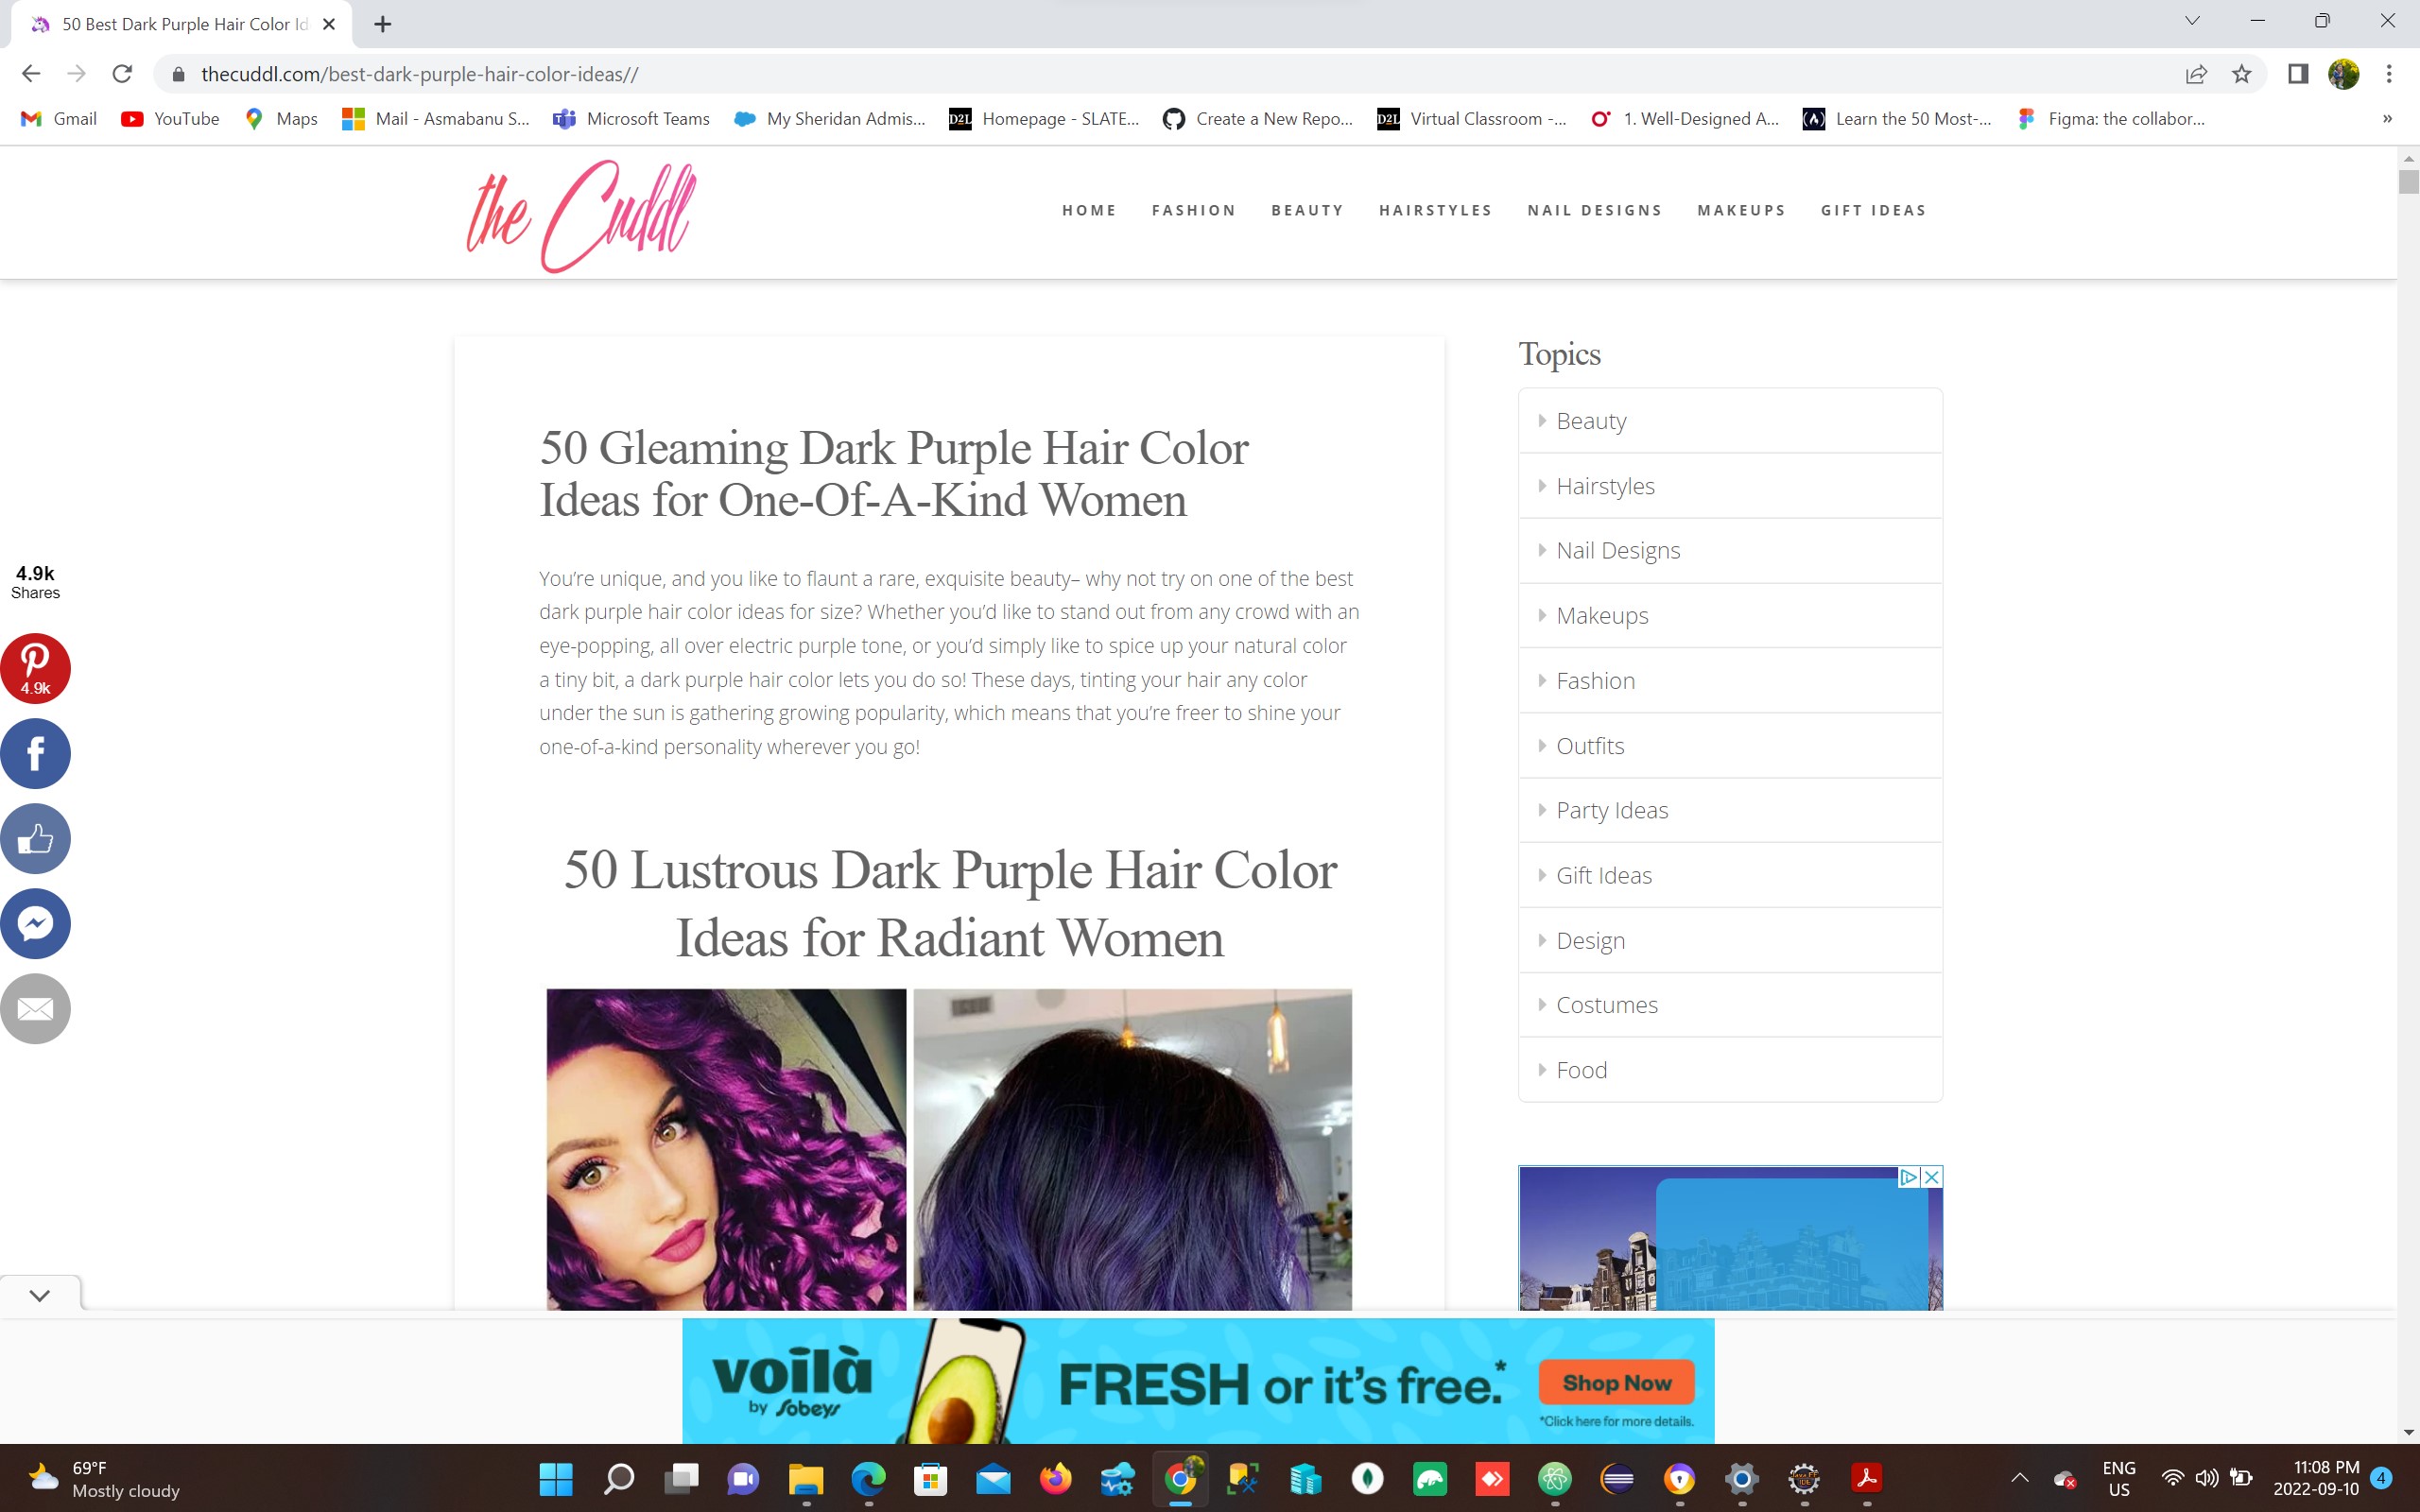 50 Best Dark Purple Hair Color Id
thecuddl.com/best-dark-purple-hair-color-ideas//
Gmail
YouTube
Maps
Mail - Asmabanu S...
Microsoft Teams
My Sheridan Admis...
D2L
Homepage - SLATE...
Create a New Repo...
D2L
Virtual Classroom -...
1. Well-Designed A...
Learn the 50 Most-...
Figma: the collabor...
»
the Cuddl
HOME
FASHION
BEAUTY
HAIRSTYLES
NAIL DESIGNS
MAKEUPS
GIFT IDEAS
50 Gleaming Dark Purple Hair Color
Ideas for One-Of-A-Kind Women
You’re unique, and you like to flaunt a rare, exquisite beauty– why not try on one of the best
dark purple hair color ideas for size? Whether you’d like to stand out from any crowd with an
eye-popping, all over electric purple tone, or you’d simply like to spice up your natural color
a tiny bit, a dark purple hair color lets you do so! These days, tinting your hair any color
under the sun is gathering growing popularity, which means that you’re freer to shine your
one-of-a-kind personality wherever you go!
50 Lustrous Dark Purple Hair Color
Ideas for Radiant Women
4.9k
Shares
4.9k
Topics
Beauty
Hairstyles
Nail Designs
Makeups
Fashion
Outfits
Party Ideas
Gift Ideas
Design
Costumes
Food
voilà
by Sobeys
FRESH or it's free.*
Shop Now
*Click here for more details.
69°F
Mostly cloudy
ENG
US
11:08 PM
2022-09-10
4